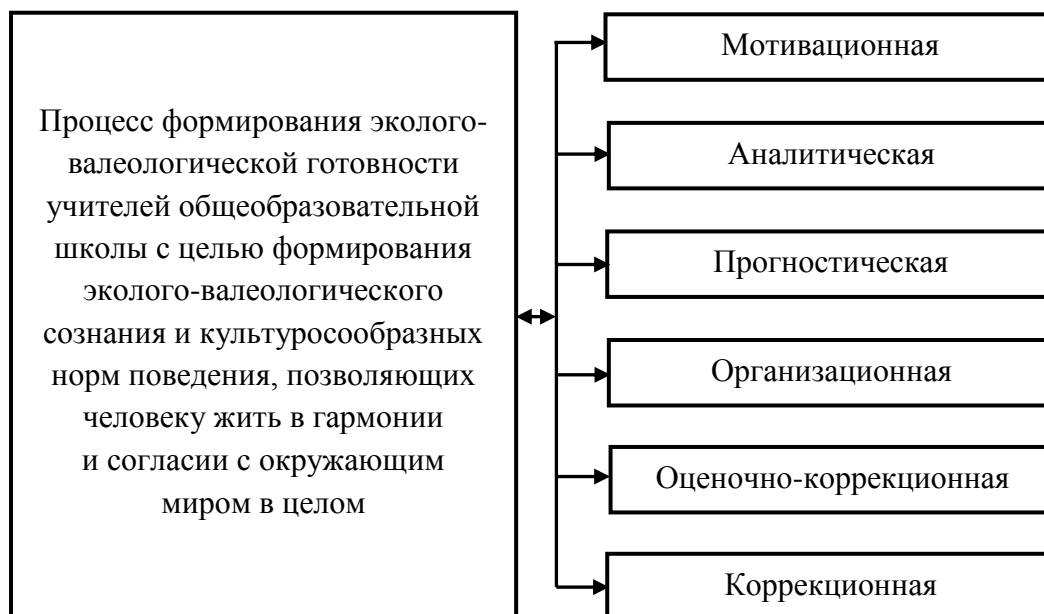 Процесс формирования эколого-
валеологической готовности
учителей общеобразовательной
школы с целью формирования
эколого-валеологического
сознания и культуросообразных
норм поведения, позволяющих
человеку жить в гармонии
и согласии с окружающим
миром в целом
Мотивационная
Аналитическая
Прогностическая
Организационная
Оценочно-коррекционная
Коррекционная